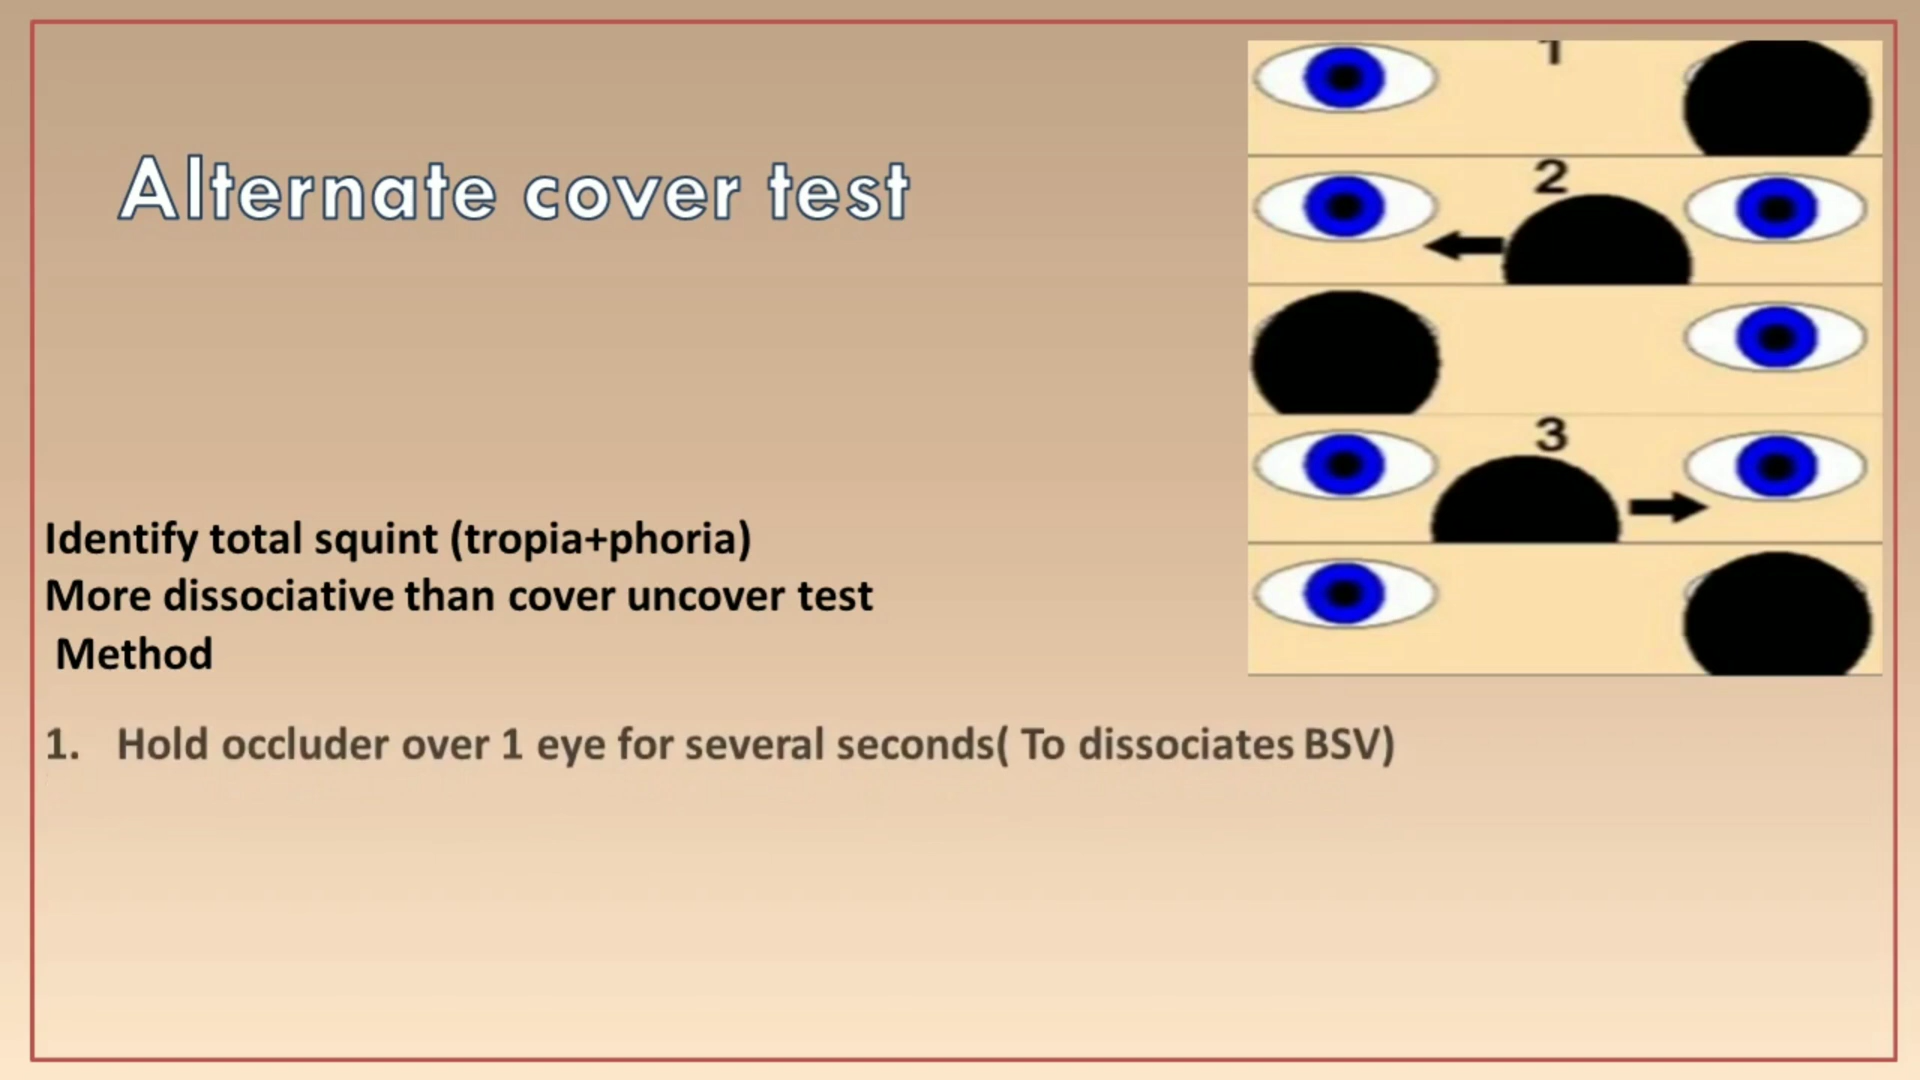 Alternate cover test
1
2
3
Identify total squint (tropia+phoria)
More dissociative than cover uncover test
Method
1. Hold occluder over 1 eye for several seconds( To dissociates BSV)